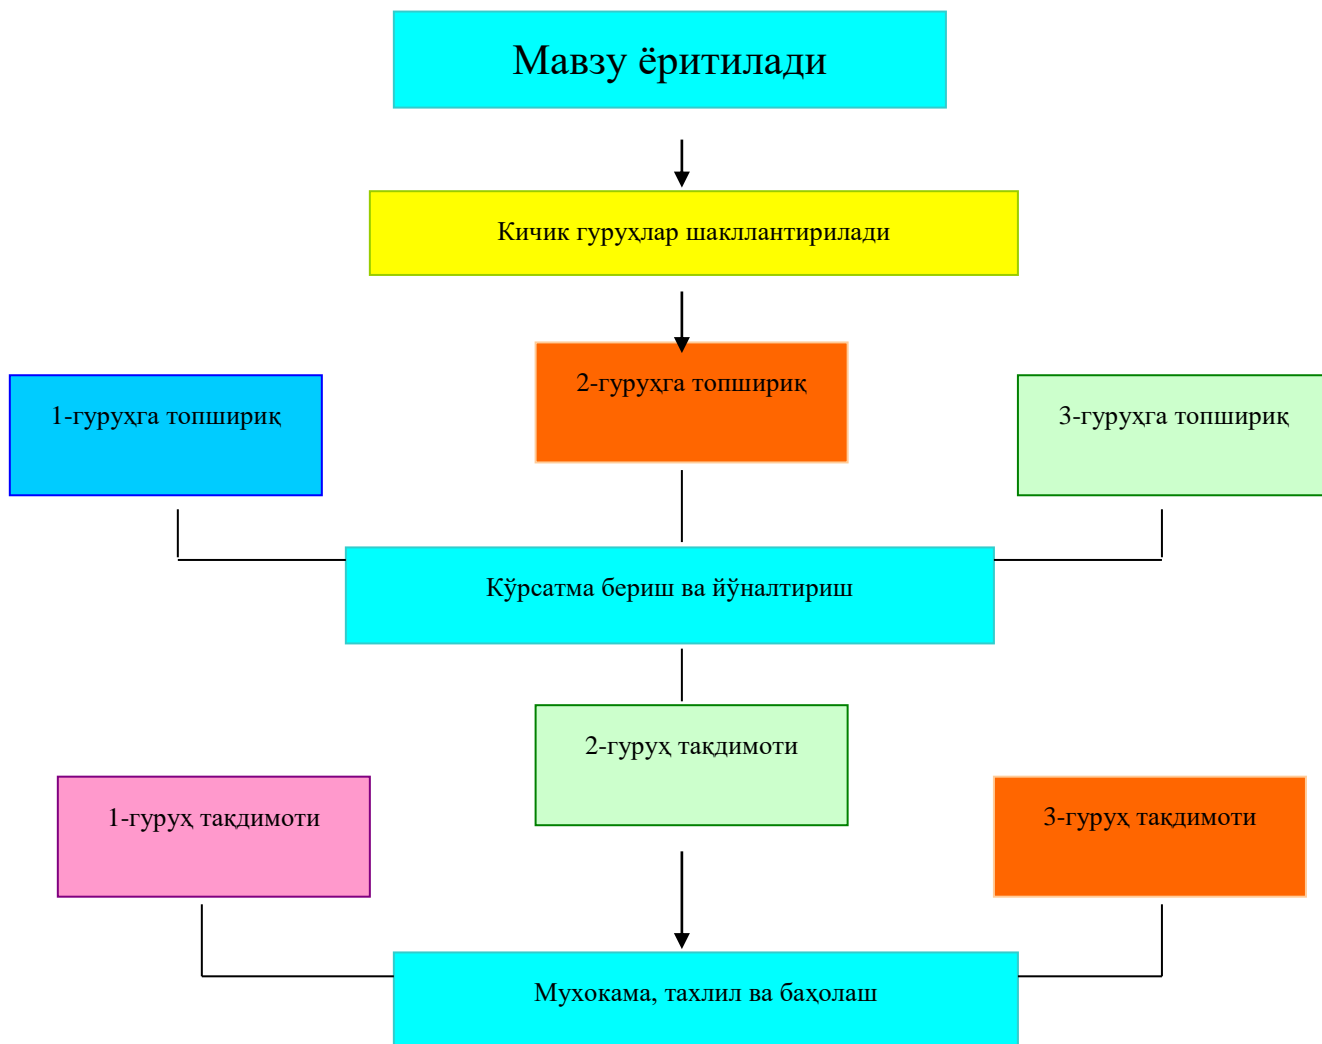 Мавзу ёритилади
Кичик гуруҳлар шакллантирилади
1-гуруҳга топшириқ
2-гуруҳга топшириқ
3-гуруҳга топшириқ
Кўрсатма бериш ва йўналтириш
1-гуруҳ тақдимоти
2-гуруҳ тақдимоти
3-гуруҳ тақдимоти
Мухокама, тахлил ва баҳолаш